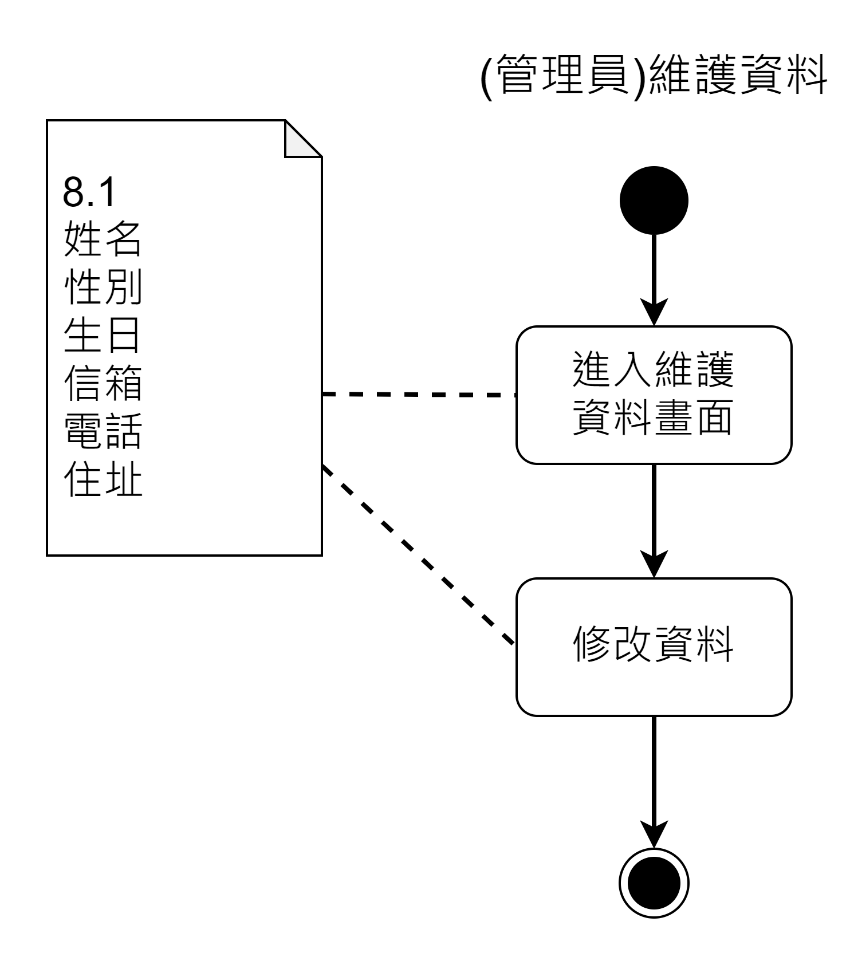 (管理員)維護資料
8.1
姓名
性別
生日
信箱
電話
住址
進入維護
資料畫面
修改資料